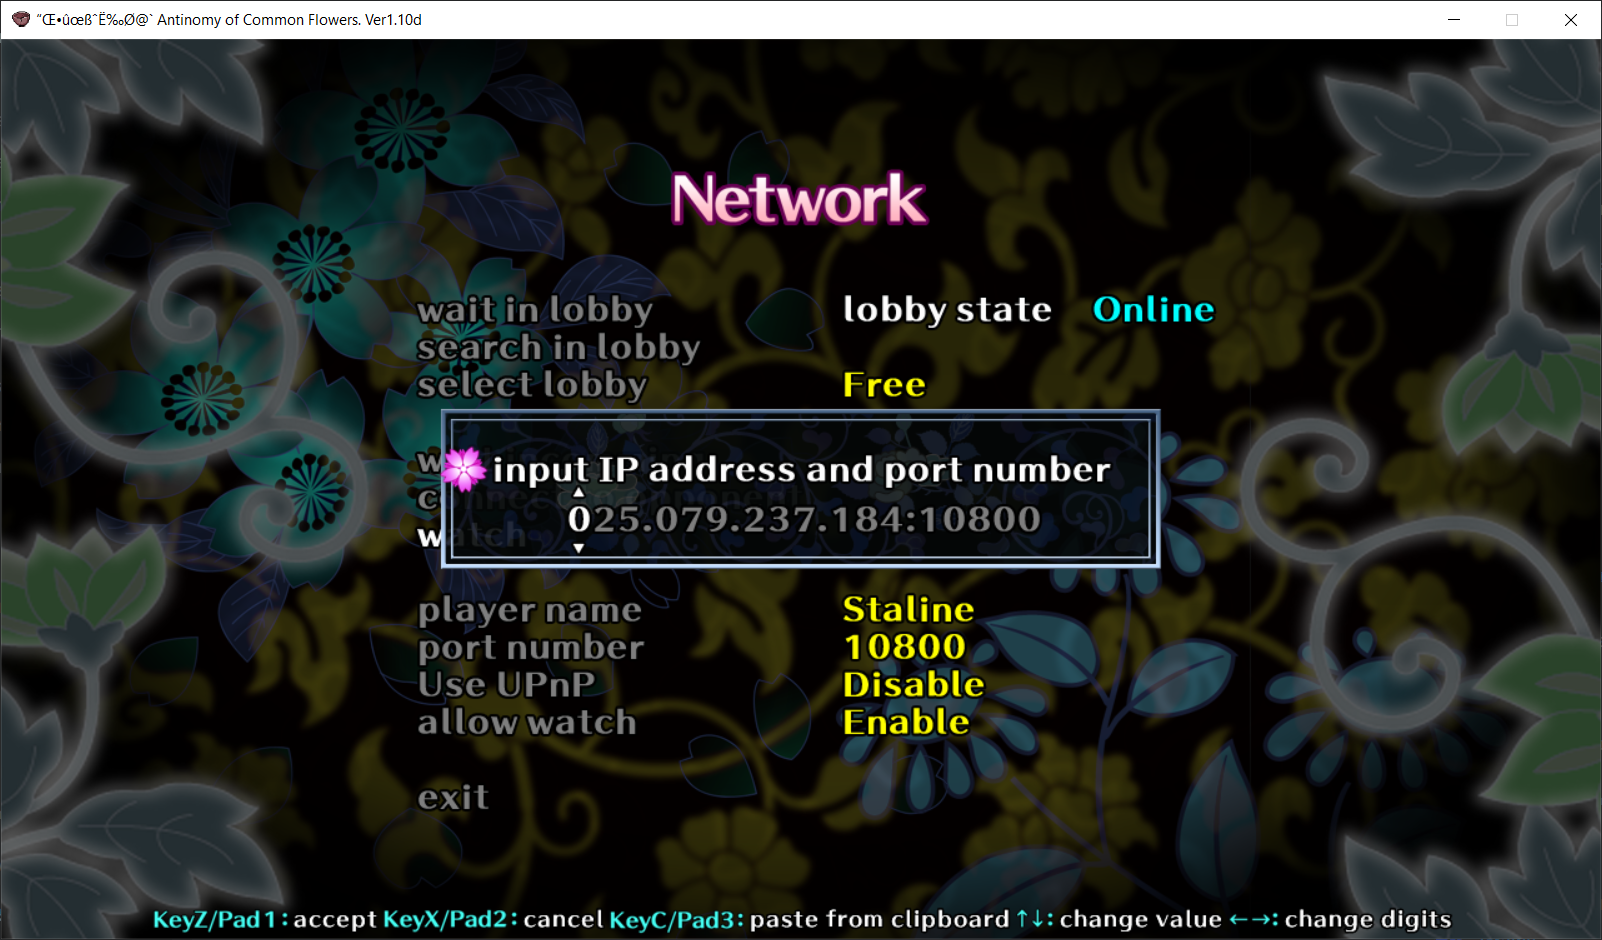 “Œ•ûœßˆË‰Ø@` Antinomy of Common Flowers. Ver1.10d
Network
wait in lobby lobby state Online
search in lobby
select lobby Free
input IP address and port number
025.079.237.184:10800
watch
player name Staline
port number 10800
Use UPnP Disable
allow watch Enable
exit
KeyZ/Pad1: accept KeyX/Pad2: cancel KeyC/Pad3: paste from clipboard ↑↓: change value ←→: change digits